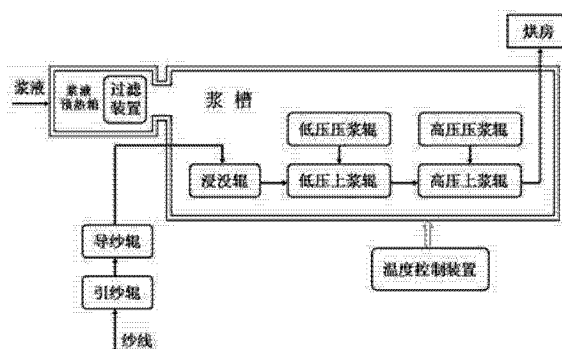 烘房
浆液
浆液
预热箱
过滤
装置
浆 槽
低压压浆辊
高压压浆辊
浸没辊
低压上浆辊
高压上浆辊
导纱辊
温度控制装置
引纱辊
纱线